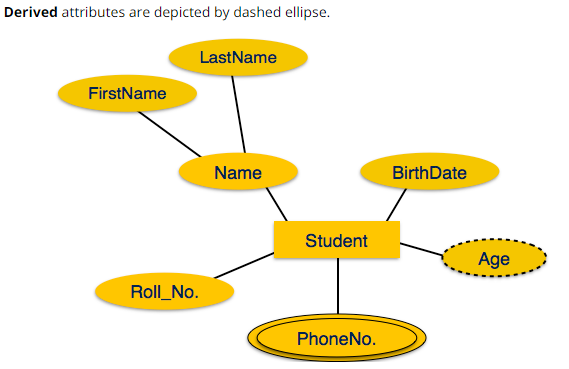 Derived attributes are depicted by dashed ellipse.
LastName
FirstName
Name
BirthDate
Student
Age
Roll_No.
PhoneNo.